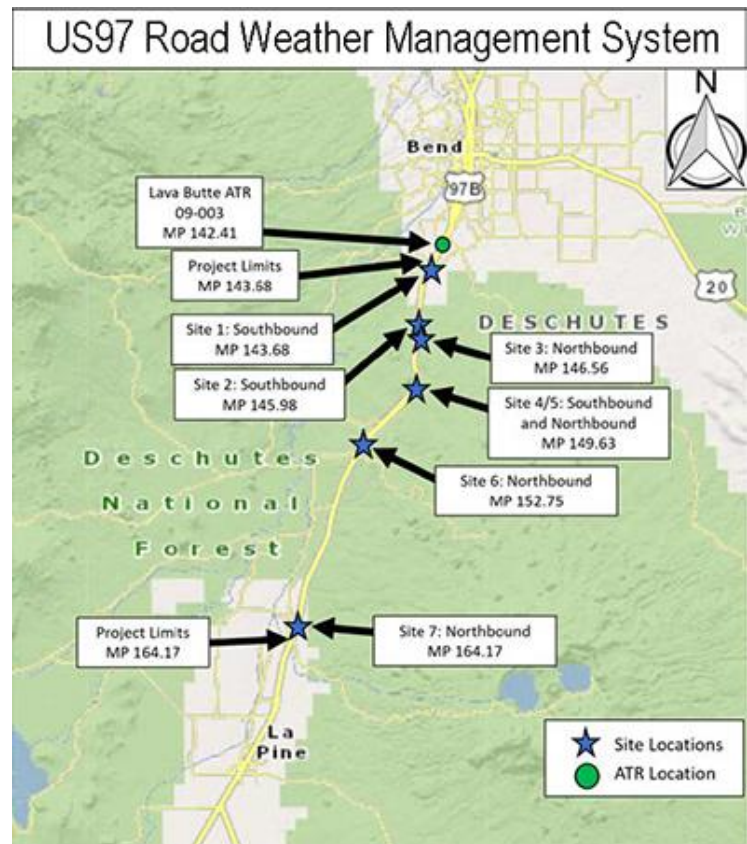 US97 Road Weather Management System
N
Bend
97B
Lava Butte ATR
09-003
MP 142.41
Project Limits
MP 143.68
20
Site 1: Southbound
MP 143.68
DESCHUTES
Site 3: Northbound
MP 146.56
Site 2: Southbound
MP 145.98
Site 4/5: Southbound
and Northbound
MP 149.63
Deschutes
National
Forest
Site 6: Northbound
MP 152.75
Project Limits
MP 164.17
Site 7: Northbound
MP 164.17
La
Pine
Site Locations
ATR Location